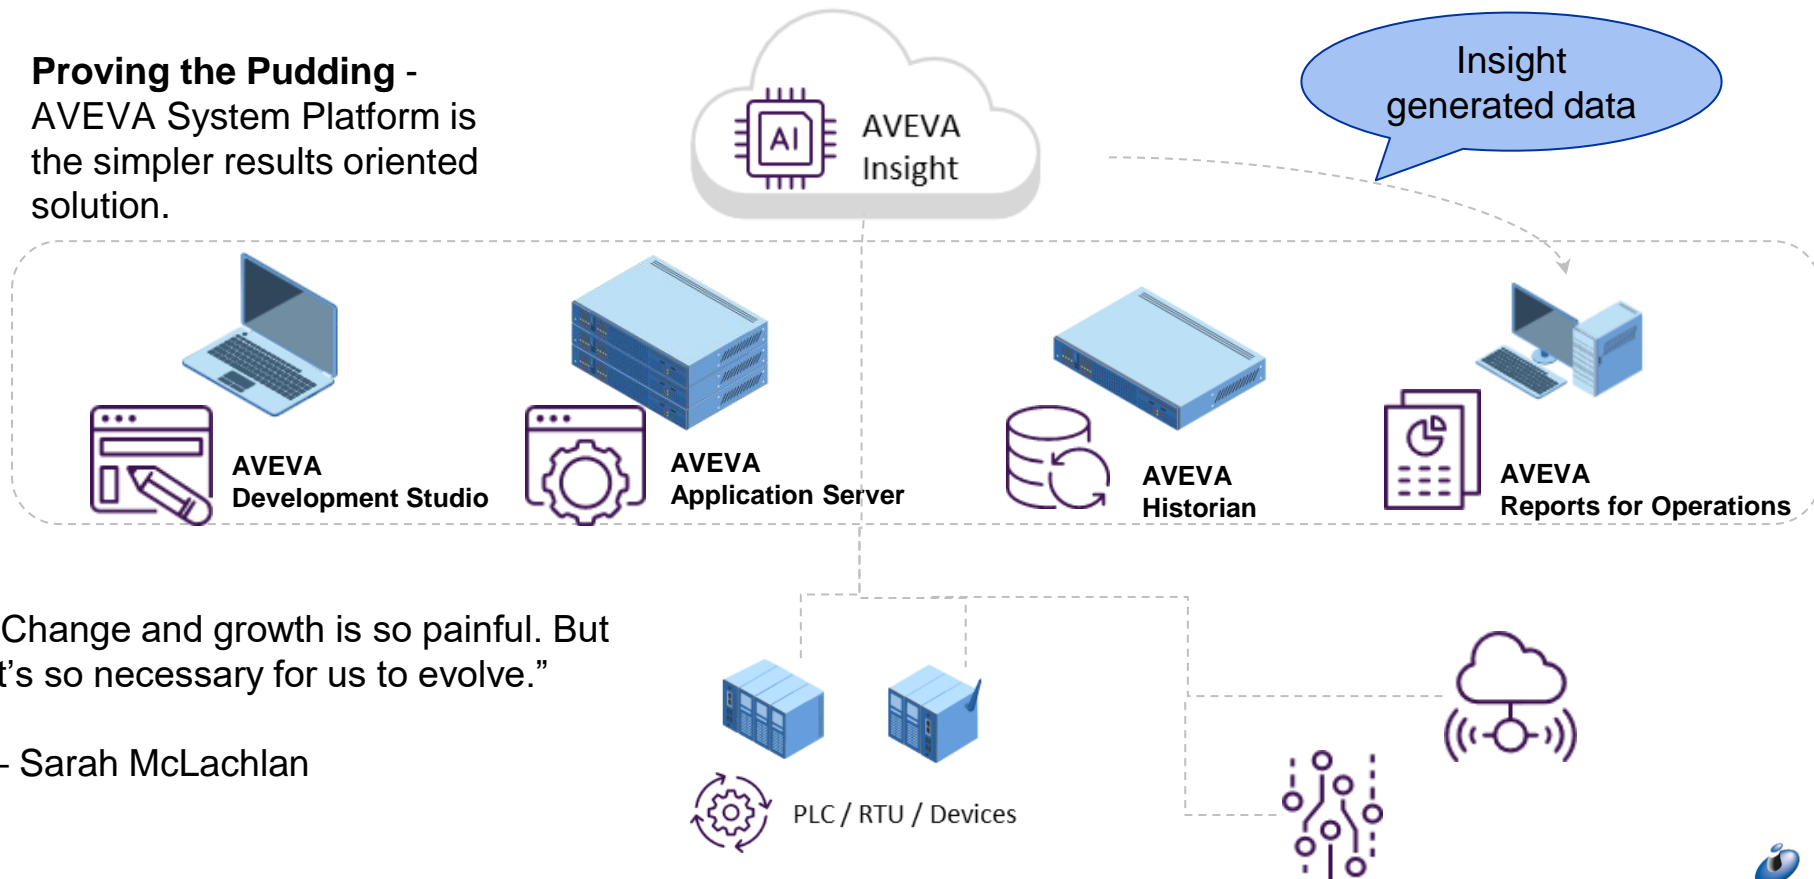 Proving the Pudding -
AVEVA System Platform is
the simpler results oriented
solution.
AI
AVEVA
Insight
Insight
generated data
AVEVA
Development Studio
AVEVA
Application Server
AVEVA
Historian
AVEVA
Reports for Operations
Change and growth is so painful. But
t’s so necessary for us to evolve.”
- Sarah McLachlan
PLC / RTU / Devices